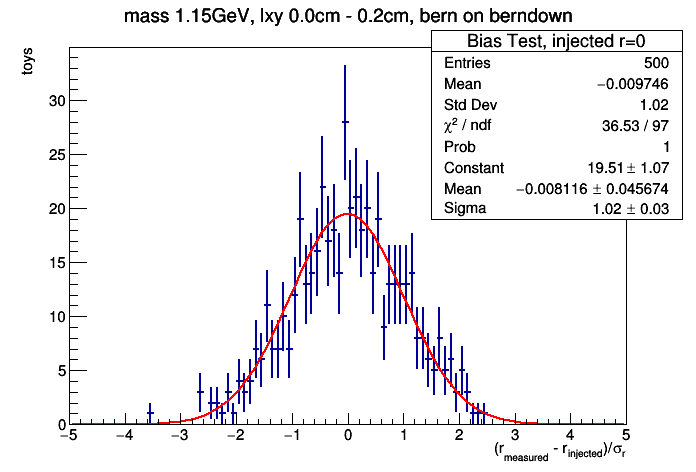 mass 1.15GeV, lxy 0.0cm - 0.2cm, bern on berndown
Bias Test, injected r=0
Entries 500
Mean −0.009746
Std Dev 1.02
χ² / ndf 36.53 / 97
Prob 1
Constant 19.51 ± 1.07
Mean −0.008116 ± 0.045674
Sigma 1.02 ± 0.03
toys
30
25
20
15
10
5
0
−5 −4 −3 −2 −1 0 1 2 3 4 5
(r_measured - r_injected)/σ_r